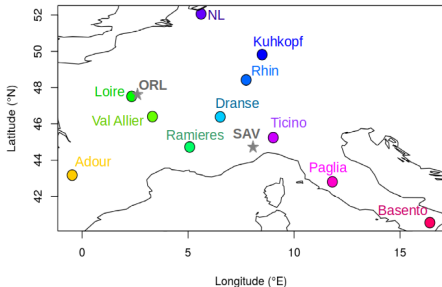 NL
Kuhkopf
Rhin
Loire
ORL
Val Allier
Dranse
Ramieres
SAV
Ticino
Adour
Paglia
Basento
52
50
48
46
44
42
Latitude (°N)
0
5
10
15
Longitude (°E)